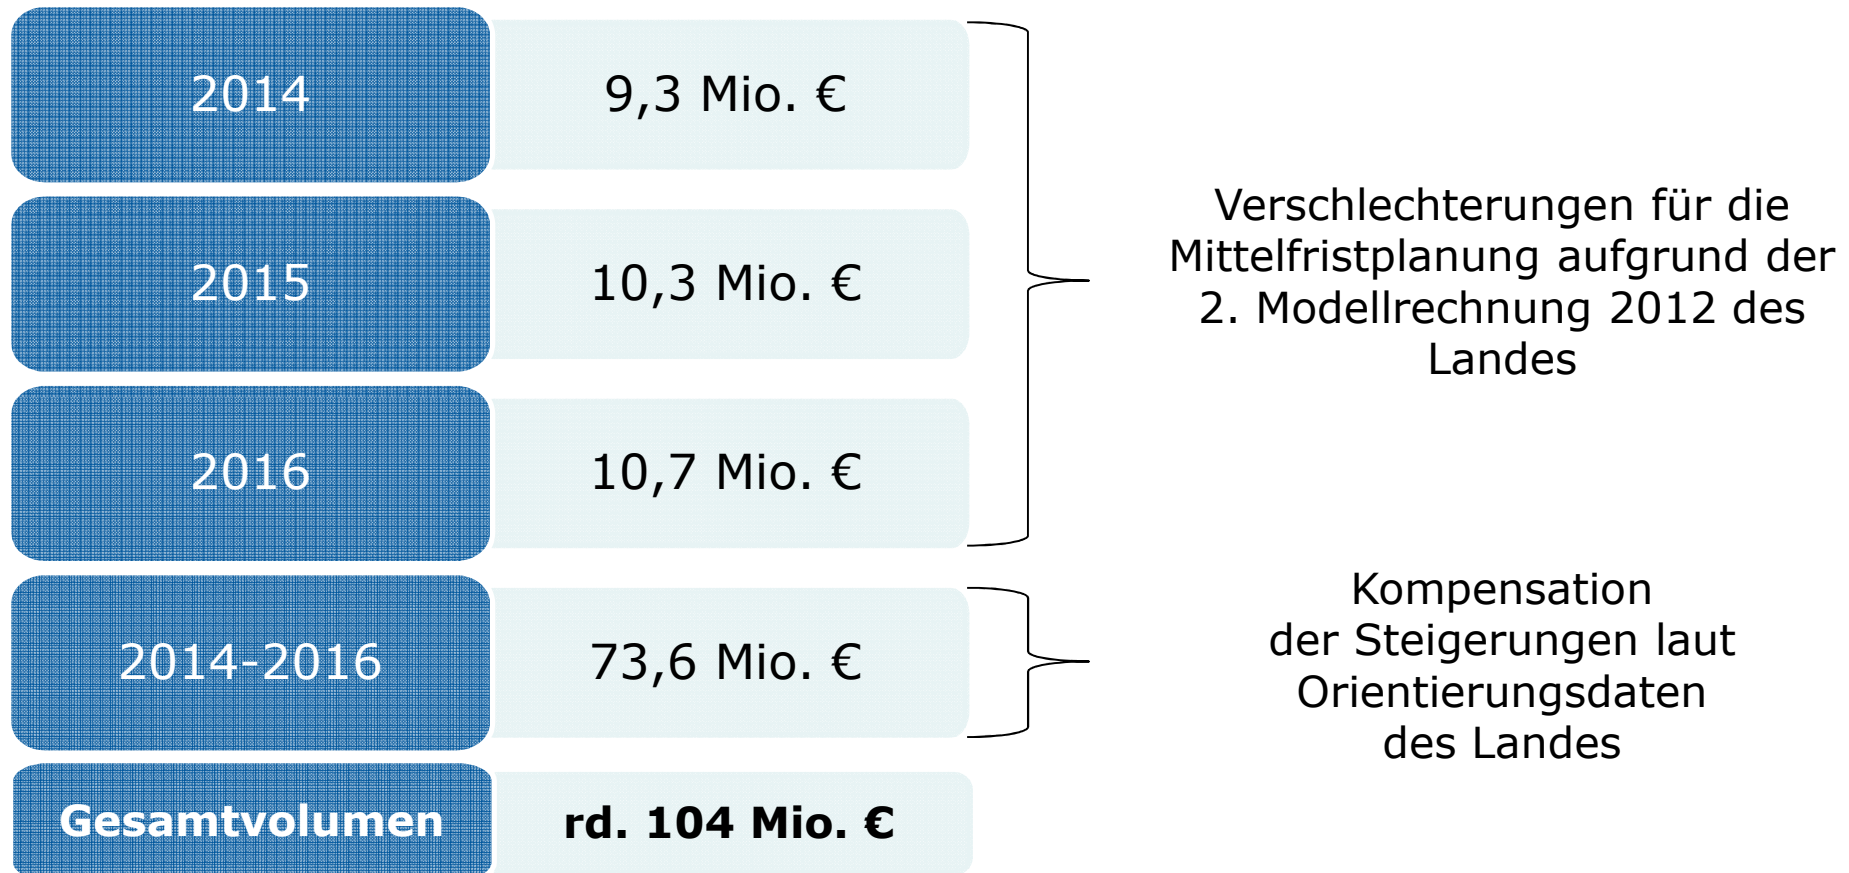 2014
9,3 Mio. €
2015
10,3 Mio. €
2016
10,7 Mio. €
Verschlechterungen für die
Mittelfristplanung aufgrund der
2. Modellrechnung 2012 des
Landes
2014-2016
73,6 Mio. €
Kompensation
der Steigerungen laut
Orientierungsdaten
des Landes
Gesamtvolumen
rd. 104 Mio. €